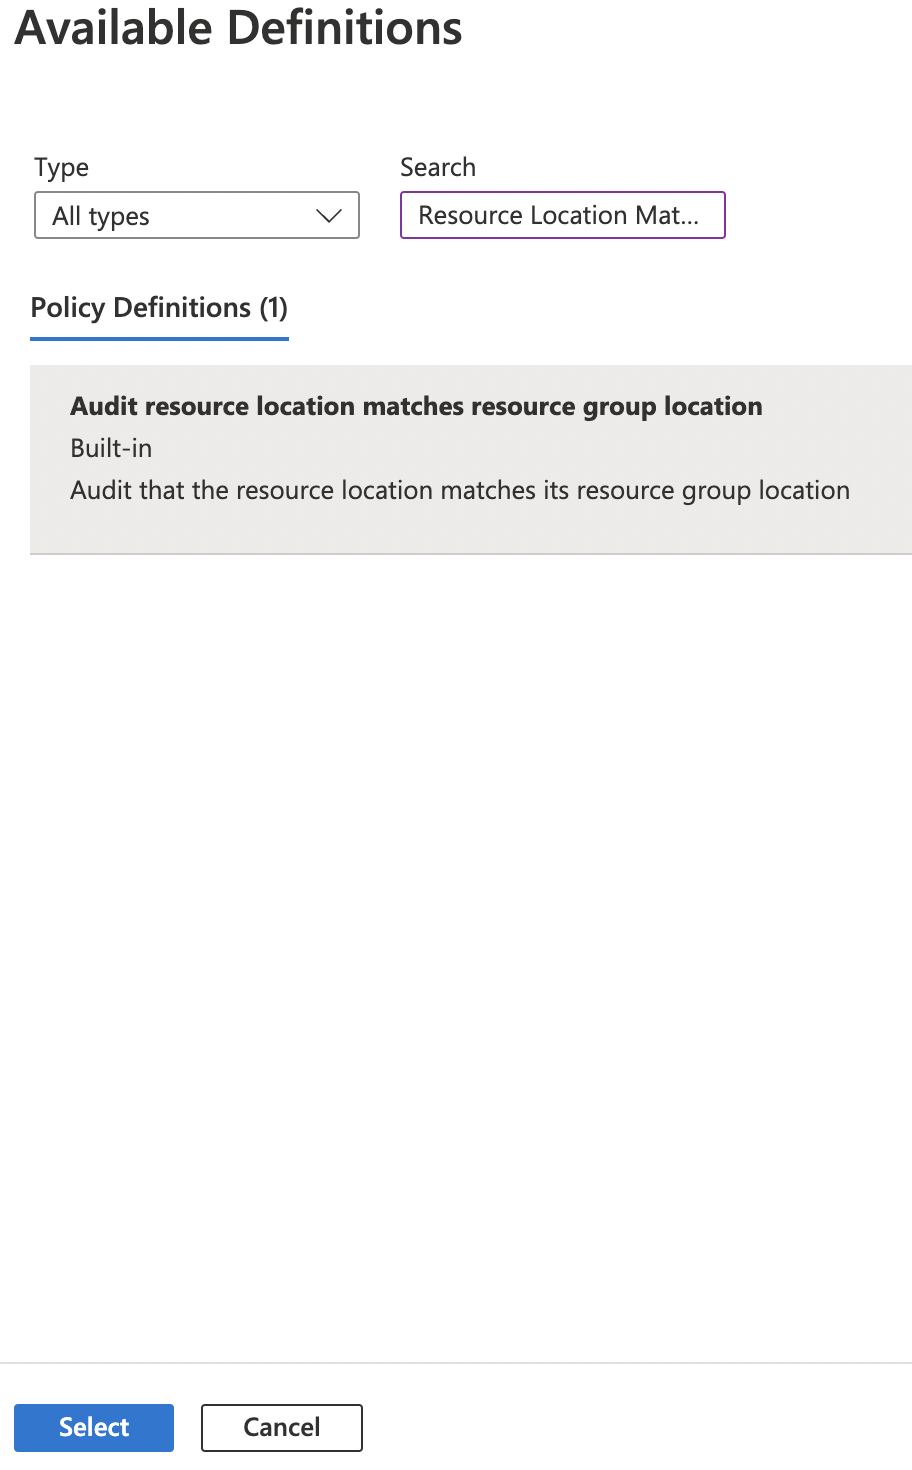 Available Definitions
Type
Search
All types
Resource Location Mat...
Policy Definitions (1)
Audit resource location matches resource group location
Built-in
Audit that the resource location matches its resource group location
Select
Cancel